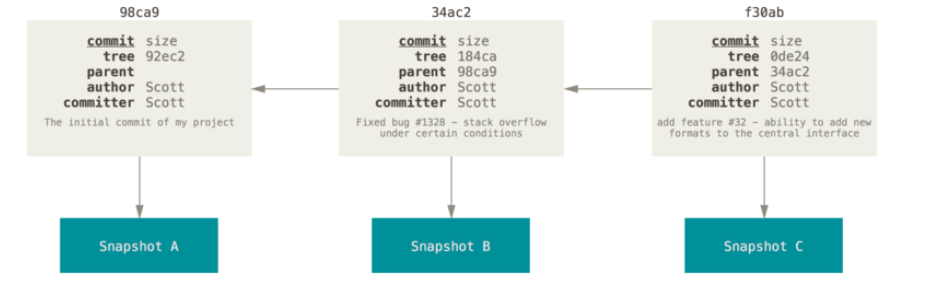 98ca9
commit size
tree 92ec2
parent
author Scott
committer Scott
The initial commit of my project
Snapshot A
34ac2
commit size
tree 184ca
parent 98ca9
author Scott
committer Scott
Fixed bug #1328 – stack overflow
under certain conditions
Snapshot B
f30ab
commit size
tree 0de24
parent 34ac2
author Scott
committer Scott
add feature #32 – ability to add new
formats to the central interface
Snapshot C